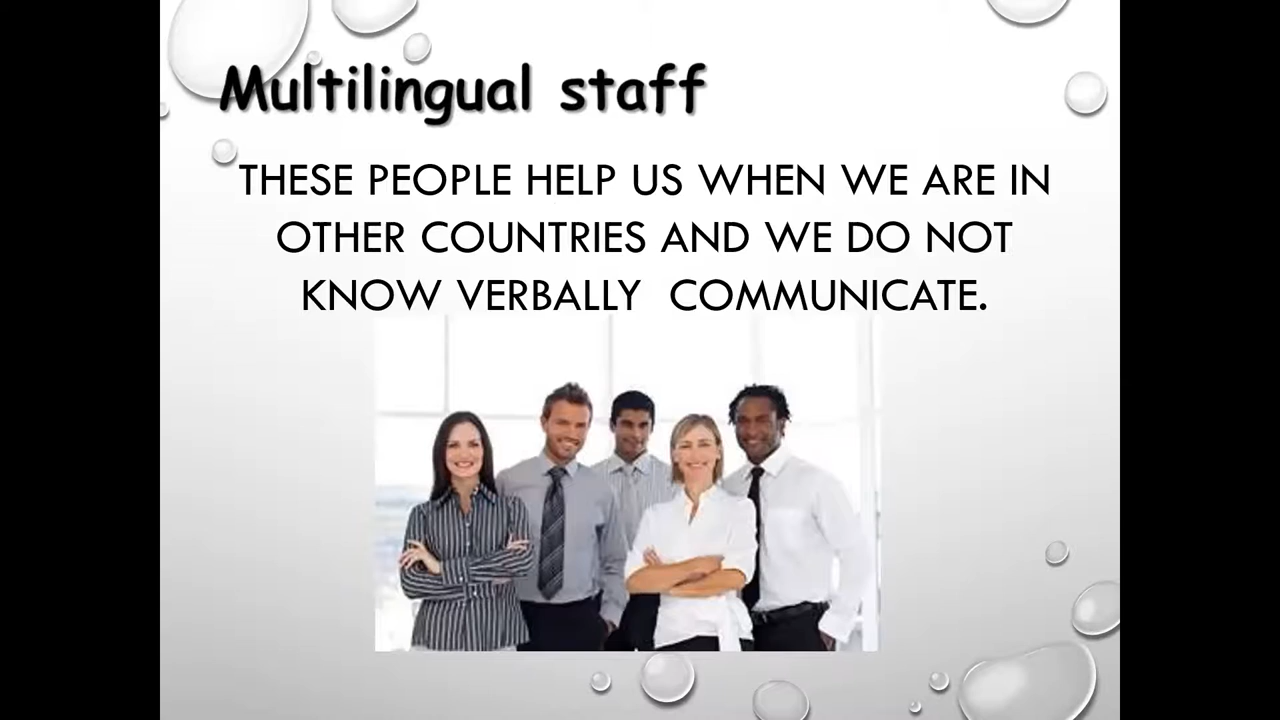 Multilingual staff
THESE PEOPLE HELP US WHEN WE ARE IN
OTHER COUNTRIES AND WE DO NOT
KNOW VERBALLY  COMMUNICATE.